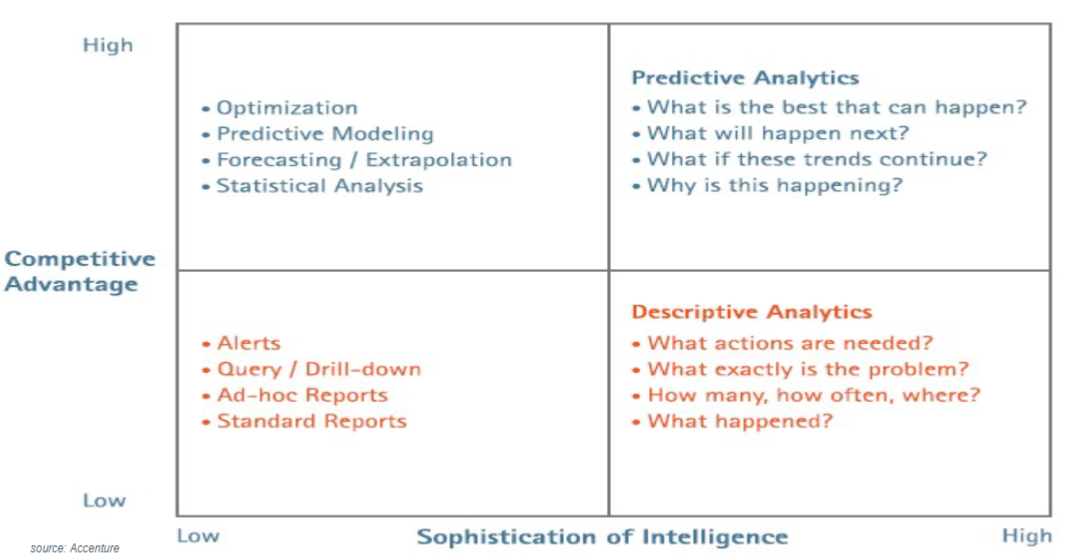 High
• Optimization
• Predictive Modeling
• Forecasting / Extrapolation
• Statistical Analysis
Predictive Analytics
• What is the best that can happen?
• What will happen next?
• What if these trends continue?
• Why is this happening?
Competitive
Advantage
• Alerts
• Query / Drill-down
• Ad-hoc Reports
• Standard Reports
Descriptive Analytics
• What actions are needed?
• What exactly is the problem?
• How many, how often, where?
• What happened?
Low
Low
Sophistication of Intelligence
High
source: Accenture